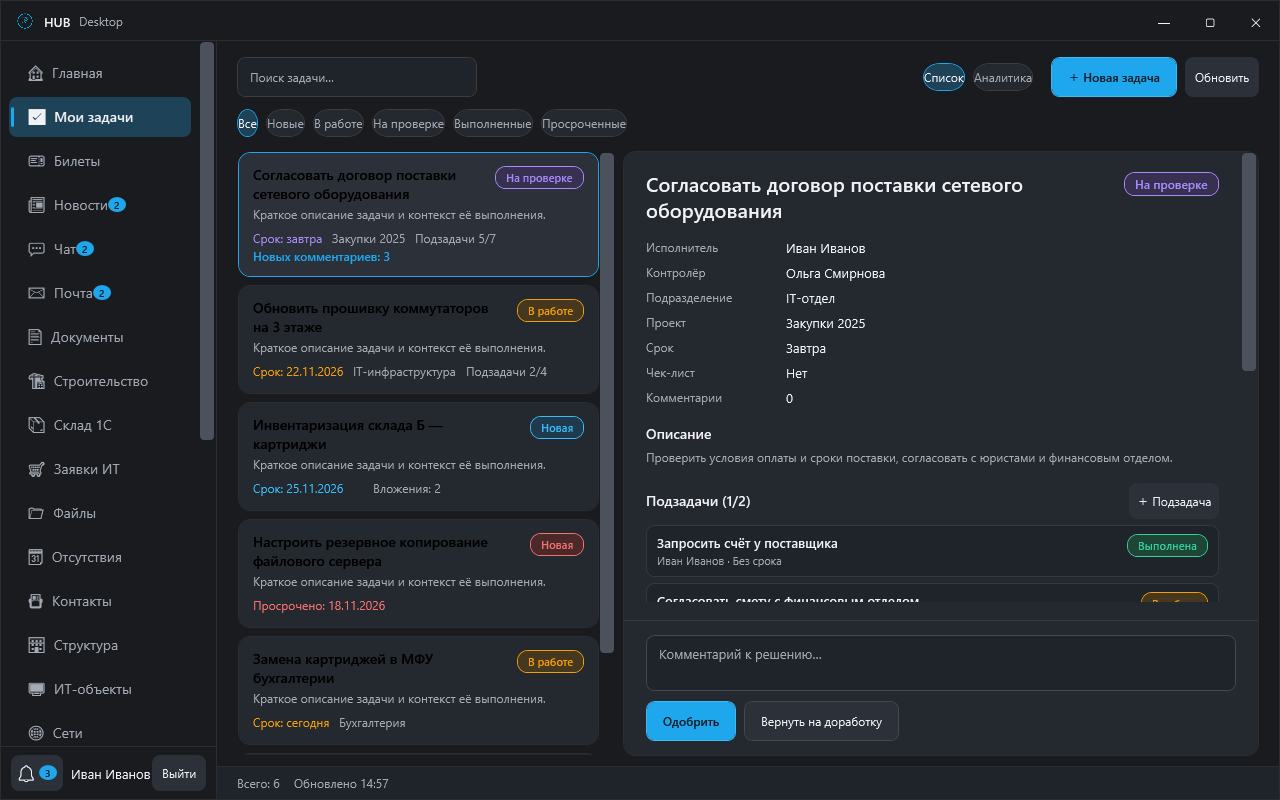 HUB Desktop
Главная
Мои задачи
Билеты
Новости 2
Чат 2
Почта 2
Документы
Строительство
Склад 1С
Заявки ИТ
Файлы
Отсутствия
31
Контакты
Структура
ИТ-объекты
Сети
3 Иван Иванов Выйти
Поиск задачи...
Список Аналитика + Новая задача Обновить
Все Новые В работе На проверке Выполненные Просроченные
Согласовать договор поставки
сетевого оборудования
На проверке
Краткое описание задачи и контекст её выполнения.
Срок: завтра Закупки 2025 Подзадачи 5/7
Новых комментариев: 3
Обновить прошивку коммутаторов
на 3 этаже
В работе
Краткое описание задачи и контекст её выполнения.
Срок: 22.11.2026 IT-инфраструктура Подзадачи 2/4
Инвентаризация склада Б —
картриджи
Новая
Краткое описание задачи и контекст её выполнения.
Срок: 25.11.2026 Вложения: 2
Настроить резервное копирование
файлового сервера
Новая
Краткое описание задачи и контекст её выполнения.
Просрочено: 18.11.2026
Замена картриджей в МФУ
бухгалтерии
В работе
Краткое описание задачи и контекст её выполнения.
Срок: сегодня Бухгалтерия
Согласовать договор поставки сетевого
оборудования
На проверке
Исполнитель Иван Иванов
Контролёр Ольга Смирнова
Подразделение IT-отдел
Проект Закупки 2025
Срок Завтра
Чек-лист Нет
Комментарии 0
Описание
Проверить условия оплаты и сроки поставки, согласовать с юристами и финансовым отделом.
Подзадачи (1/2) + Подзадача
Запросить счёт у поставщика
Выполнена
Иван Иванов · Без срока
Согласовать смету с финансовым отделом
В работе
Комментарий к решению...
Одобрить Вернуть на доработку
Всего: 6 Обновлено 14:57